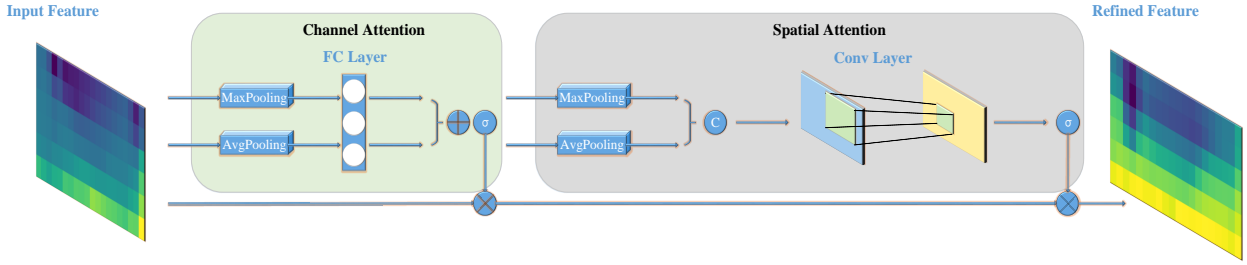 Input Feature
Channel Attention
FC Layer
MaxPooling
AvgPooling
σ
Spatial Attention
MaxPooling
AvgPooling
C
Conv Layer
σ
Refined Feature